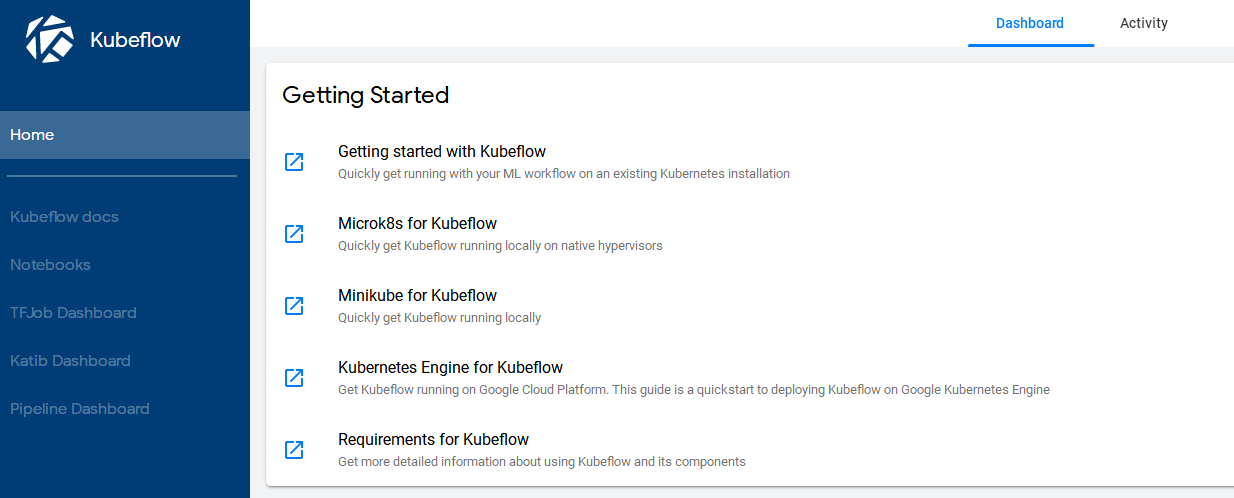 Kubeflow
Dashboard
Activity
Home
Kubeflow docs
Notebooks
TFJob Dashboard
Katib Dashboard
Pipeline Dashboard
Getting Started
Getting started with Kubeflow
Quickly get running with your ML workflow on an existing Kubernetes installation
Microk8s for Kubeflow
Quickly get Kubeflow running locally on native hypervisors
Minikube for Kubeflow
Quickly get Kubeflow running locally
Kubernetes Engine for Kubeflow
Get Kubeflow running on Google Cloud Platform. This guide is a quickstart to deploying Kubeflow on Google Kubernetes Engine
Requirements for Kubeflow
Get more detailed information about using Kubeflow and its components